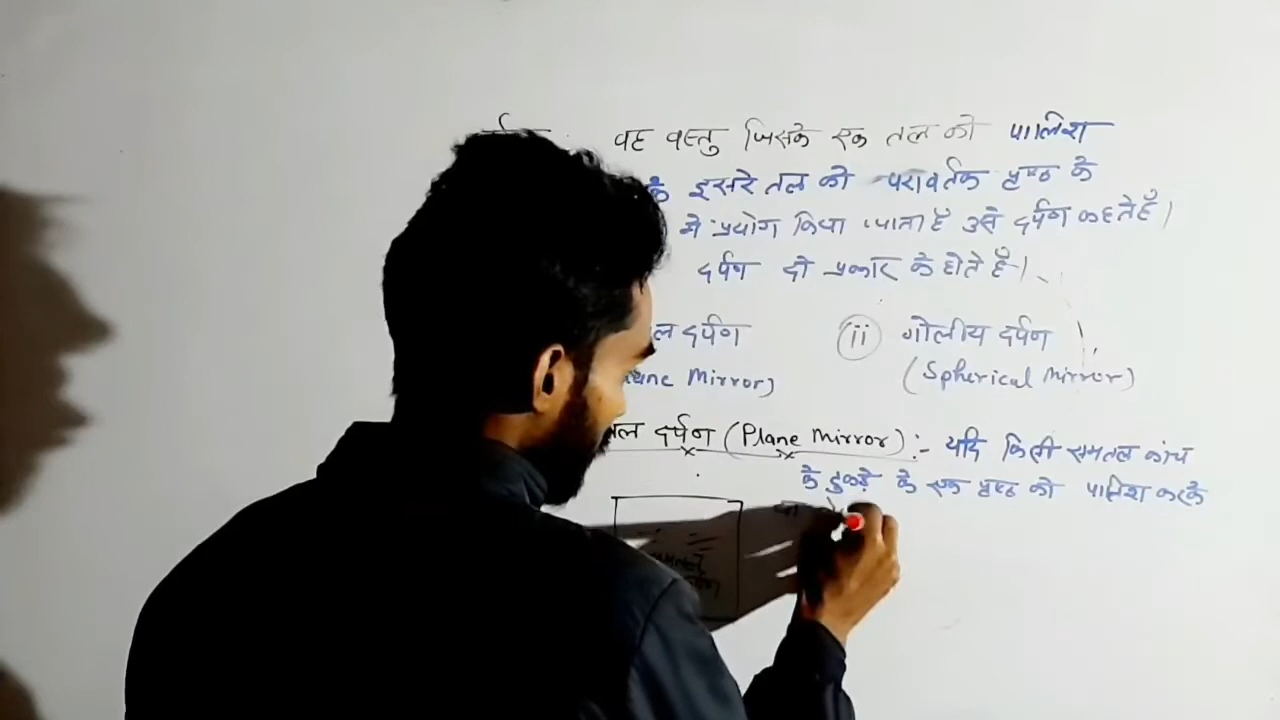 वह वस्तु जिसके एक तल को पालिश
के इसरे तल को परावर्तक पृष्ठ के
मे प्रयोग किया जाता है उसे दर्पण कहते है।
दर्पण दो प्रकार के होते है।
ल दर्पण (ii) गोलीय दर्पण
Mirror) (Spherical Mirror)
तल दर्पण (Plane Mirror) :- यदि किसी समतल कांच
के टुकड़े के एक पृष्ठ को पालिश करके